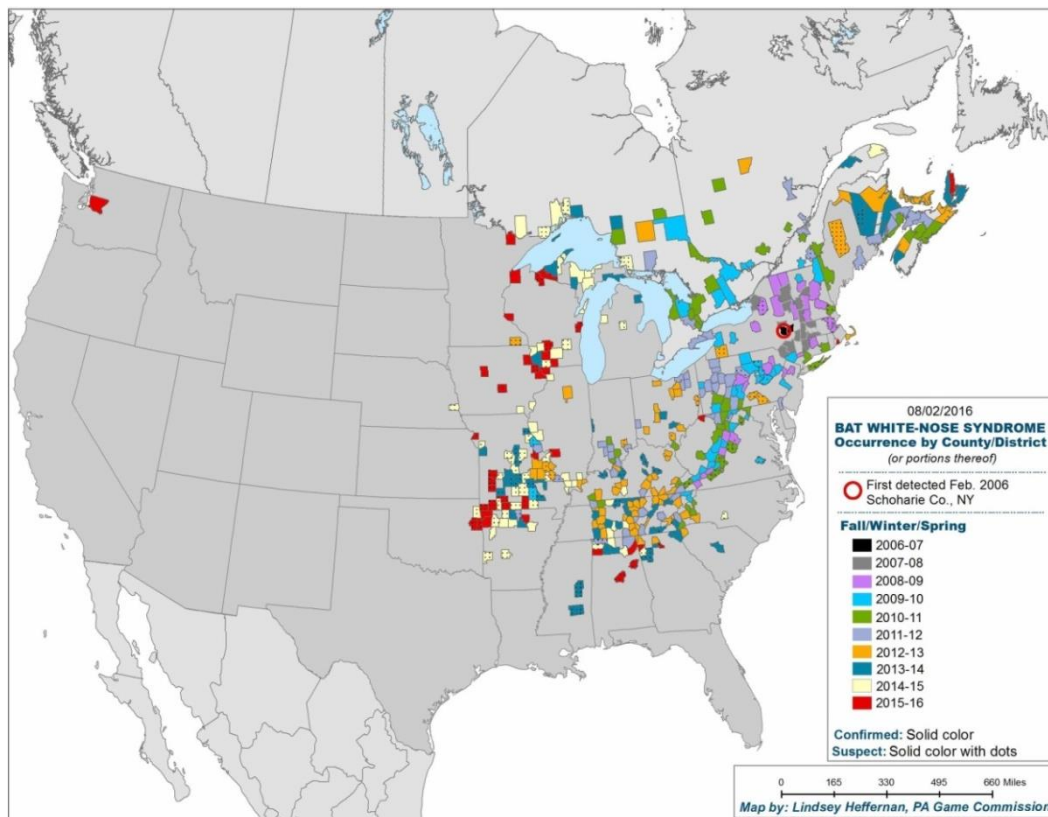 08/02/2016
BAT WHITE-NOSE SYNDROME
Occurrence by County/District
(or portions thereof)
First detected Feb. 2006
Schoharie Co., NY
Fall/Winter/Spring
2006-07
2007-08
2008-09
2009-10
2010-11
2011-12
2012-13
2013-14
2014-15
2015-16
Confirmed: Solid color
Suspect: Solid color with dots
0 165 330 495 660 Miles
Map by: Lindsey Heffernan, PA Game Commission